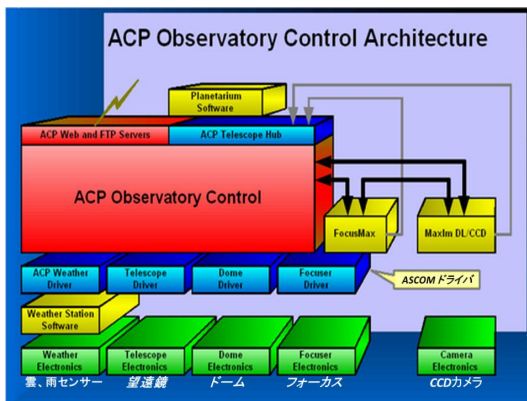 ACP Observatory Control Architecture
Planetarium
Software
ACP Web and FTP Servers
ACP Telescope Hub
ACP Observatory Control
FocusMax
MaxIm DL/CCD
ACP Weather
Driver
Telescope
Driver
Dome
Driver
Focuser
Driver
ASCOMドライバ
Weather Station
Software
Weather
Electronics
Telescope
Electronics
Dome
Electronics
Focuser
Electronics
Camera
Electronics
雲、雨センサー
望遠鏡
ドーム
フォーカス
CCDカメラ